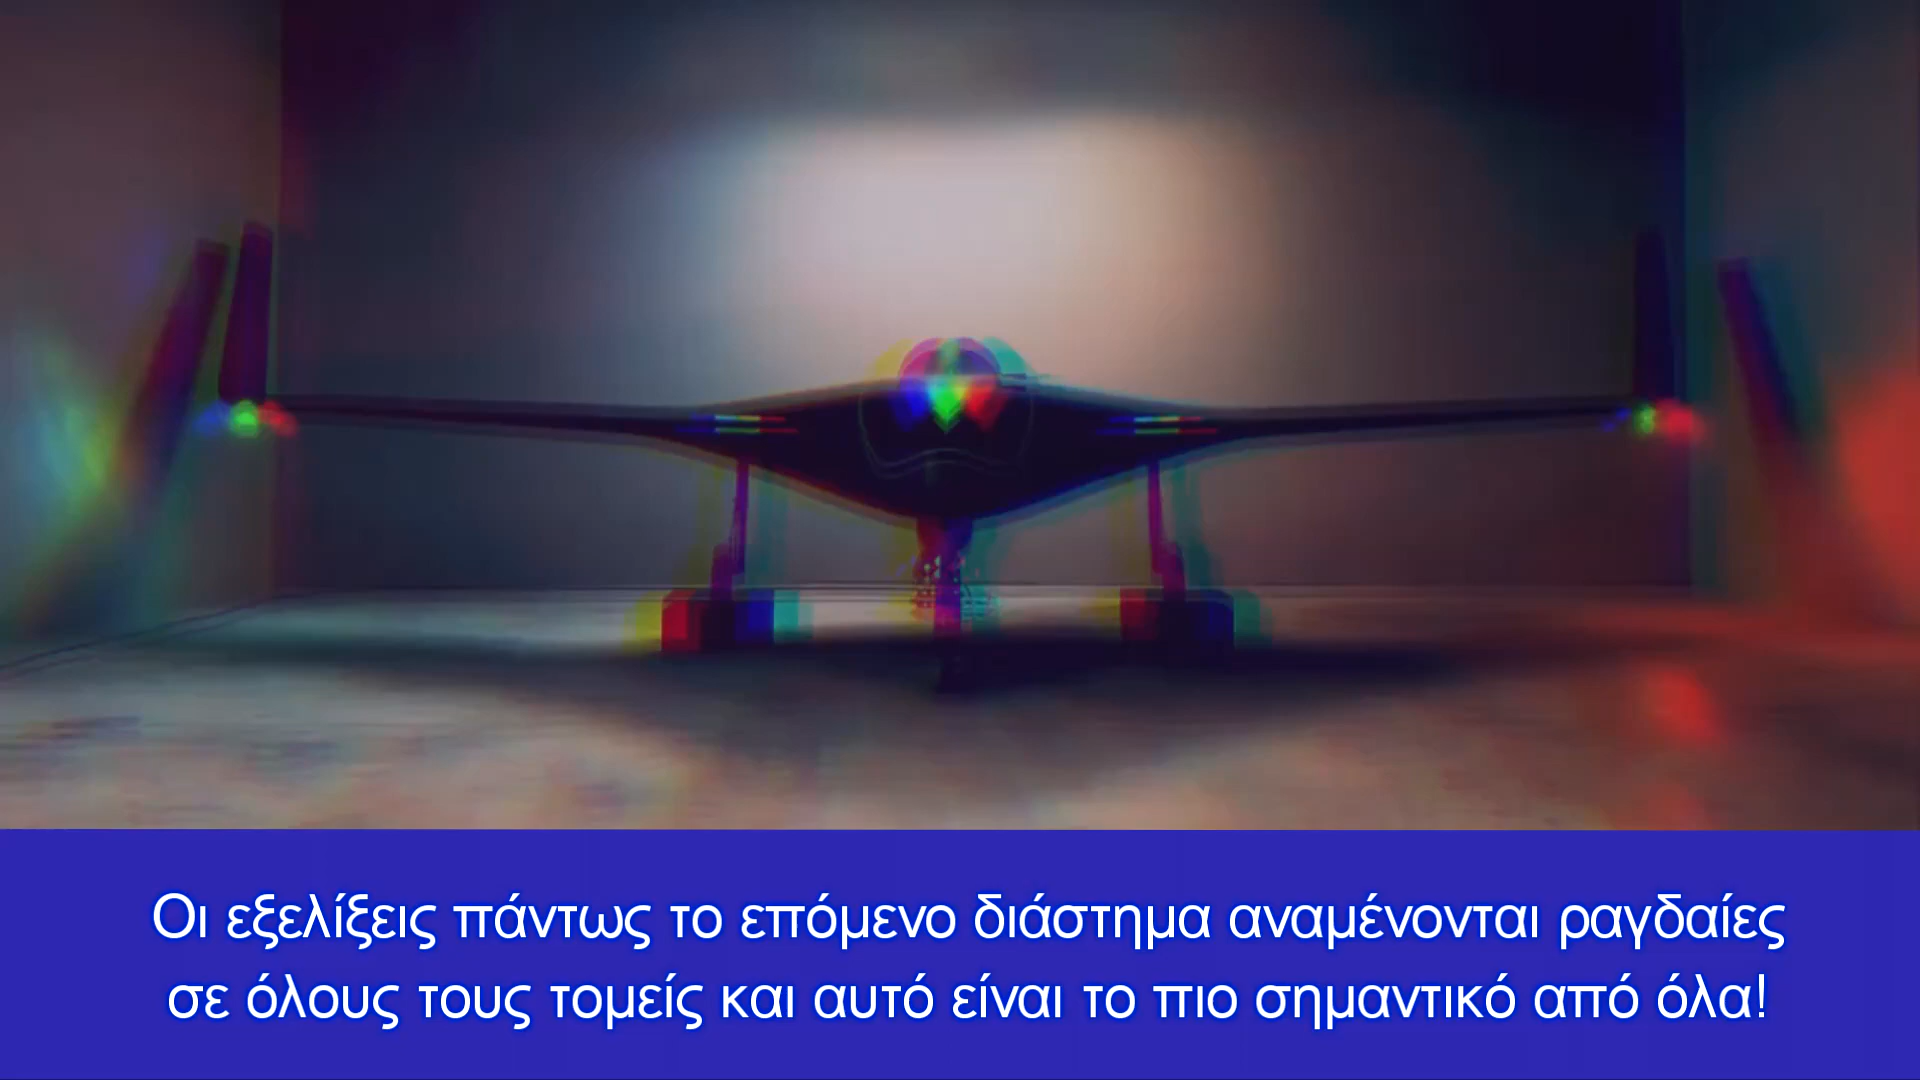 Οι εξελίξεις πάντως το επόμενο διάστημα αναμένονται ραγδαίες
σε όλους τους τομείς και αυτό είναι το πιο σημαντικό από όλα!